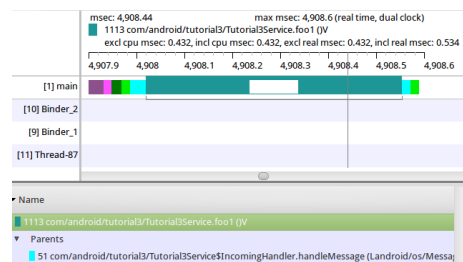 msec: 4,908.44 max msec: 4,908.6 (real time, dual clock)
1113 com/android/tutorial3/Tutorial3Service.foo1 ()V
excl cpu msec: 0.432, incl cpu msec: 0.432, excl real msec: 0.432, incl real msec: 0.534
4,907.9 4,908 4,908.1 4,908.2 4,908.3 4,908.4 4,908.5 4,908.6
[1] main
[10] Binder_2
[9] Binder_1
[11] Thread-87
Name
1113 com/android/tutorial3/Tutorial3Service.foo1 ()V
Parents
51 com/android/tutorial3/Tutorial3Service$IncomingHandler.handleMessage (Landroid/os/Messa